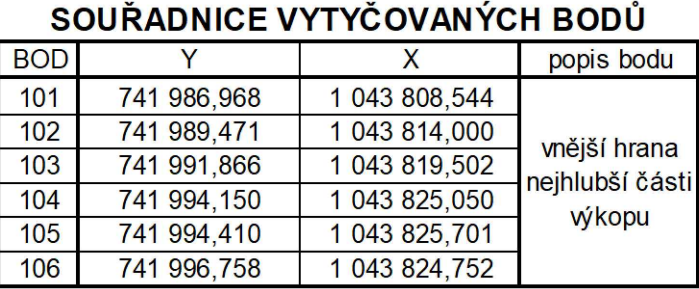 SOUŘADNICE VYTYČOVANÝCH BODŮ
BOD Y X popis bodu
101 741 986,968 1 043 808,544
102 741 989,471 1 043 814,000
103 741 991,866 1 043 819,502
104 741 994,150 1 043 825,050
105 741 994,410 1 043 825,701
106 741 996,758 1 043 824,752
vnější hrana
nejhlubší části
výkopu